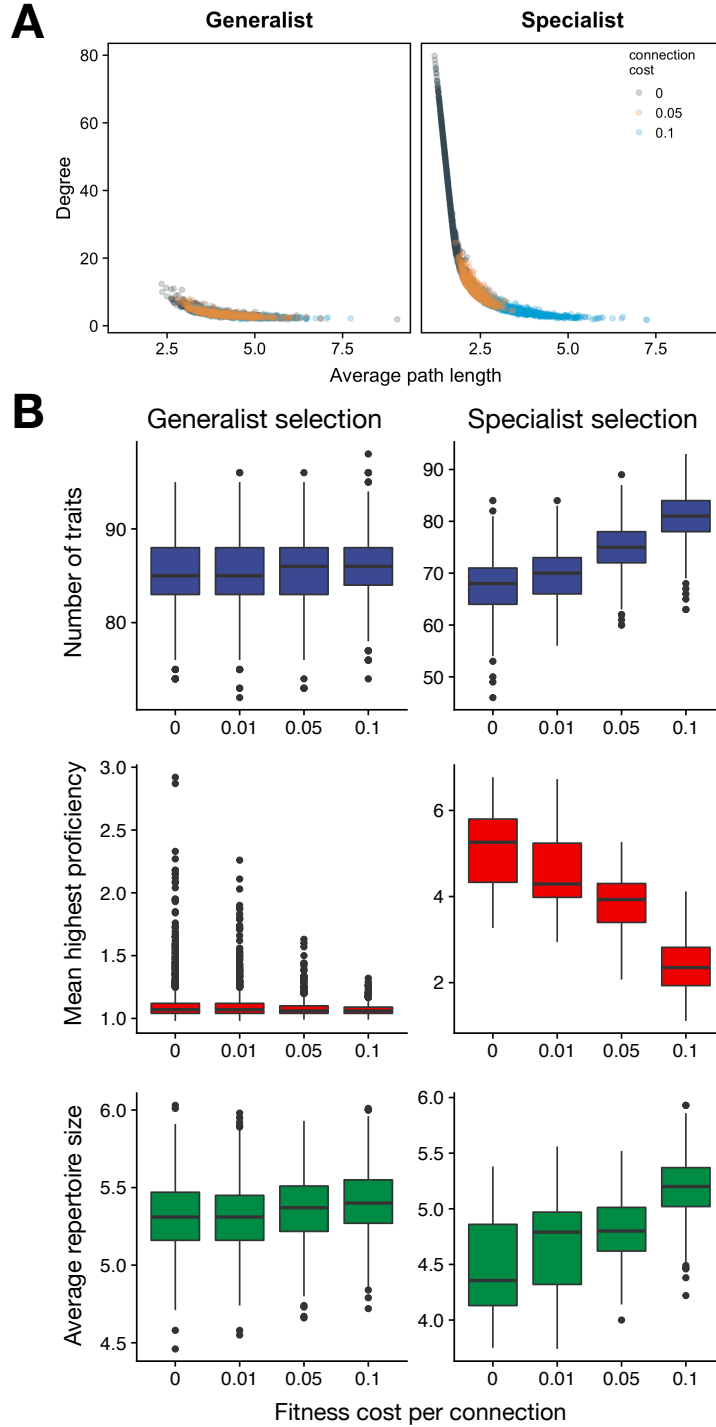 A
Generalist
Specialist
connection
cost
0
0.05
0.1
Degree
80
60
40
20
0
2.5 5.0 7.5
2.5 5.0 7.5
Average path length
B
Generalist selection
Specialist selection
Number of traits
90
80
0 0.01 0.05 0.1
90
80
70
60
50
0 0.01 0.05 0.1
Mean highest proficiency
3.0
2.5
2.0
1.5
1.0
0 0.01 0.05 0.1
6
4
2
0 0.01 0.05 0.1
Average repertoire size
6.0
5.5
5.0
4.5
0 0.01 0.05 0.1
6.0
5.5
5.0
4.5
4.0
0 0.01 0.05 0.1
Fitness cost per connection